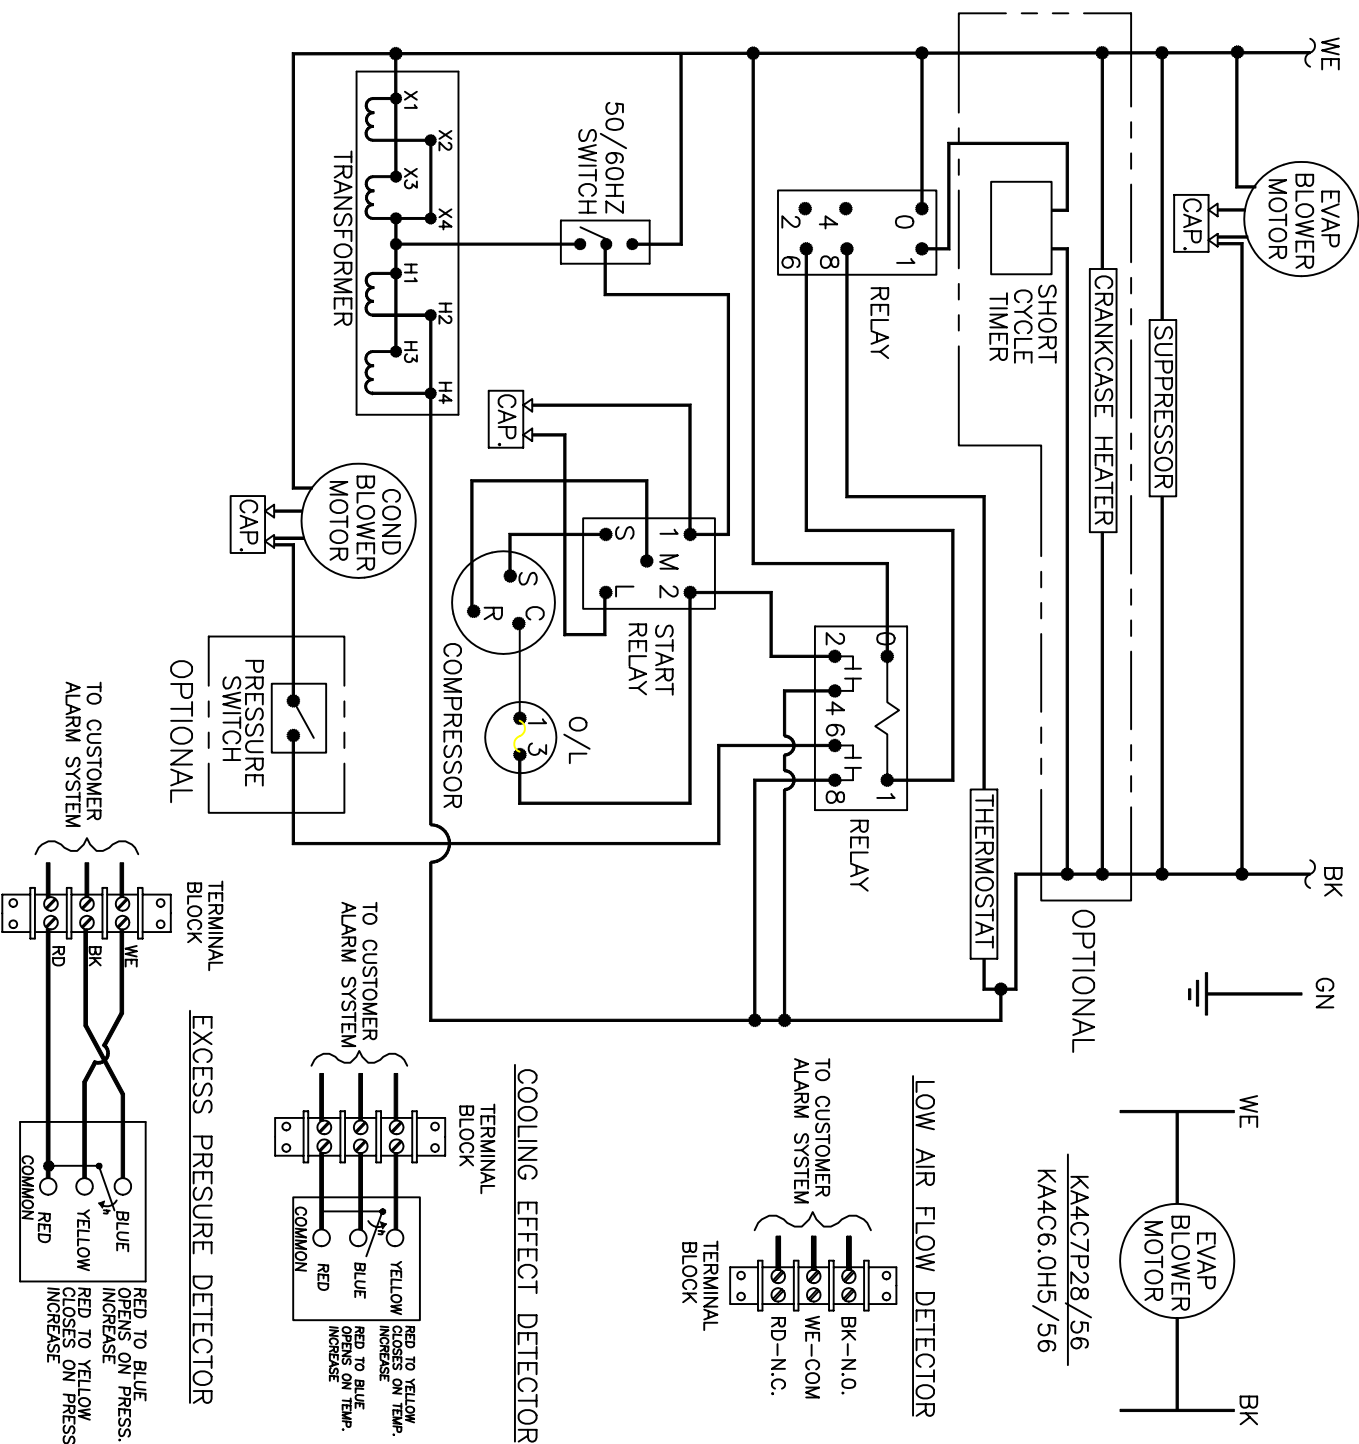 WE
BK
GN
EVAP
BLOWER
MOTOR
CAP.
SUPPRESSOR
CRANKCASE HEATER
SHORT
CYCLE
TIMER
OPTIONAL
THERMOSTAT
RELAY
0
1
4
8
2
6
RELAY
0
1
2
4
6
8
50/60HZ
SWITCH
START
RELAY
1
M
2
S
L
CAP.
COMPRESSOR
S
C
R
O/L
1
3
TRANSFORMER
X1
X2
X3
X4
H1
H2
H3
H4
COND
BLOWER
MOTOR
CAP.
PRESSURE
SWITCH
OPTIONAL
WE
EVAP
BLOWER
MOTOR
BK
KA4C7P28/56
KA4C6.0H5/56
LOW AIR FLOW DETECTOR
TO CUSTOMER
ALARM SYSTEM
TERMINAL
BLOCK
BK-N.O.
WE-COM
RD-N.C.
COOLING EFFECT DETECTOR
TO CUSTOMER
ALARM SYSTEM
TERMINAL
BLOCK
YELLOW
BLUE
RED
COMMON
RED TO YELLOW
CLOSES ON TEMP.
INCREASE
RED TO BLUE
OPENS ON TEMP.
INCREASE
EXCESS PRESURE DETECTOR
TO CUSTOMER
ALARM SYSTEM
TERMINAL
BLOCK
WE
BK
RD
BLUE
YELLOW
RED
COMMON
RED TO BLUE
OPENS ON PRESS.
INCREASE
RED TO YELLOW
CLOSES ON PRESS
INCREASE